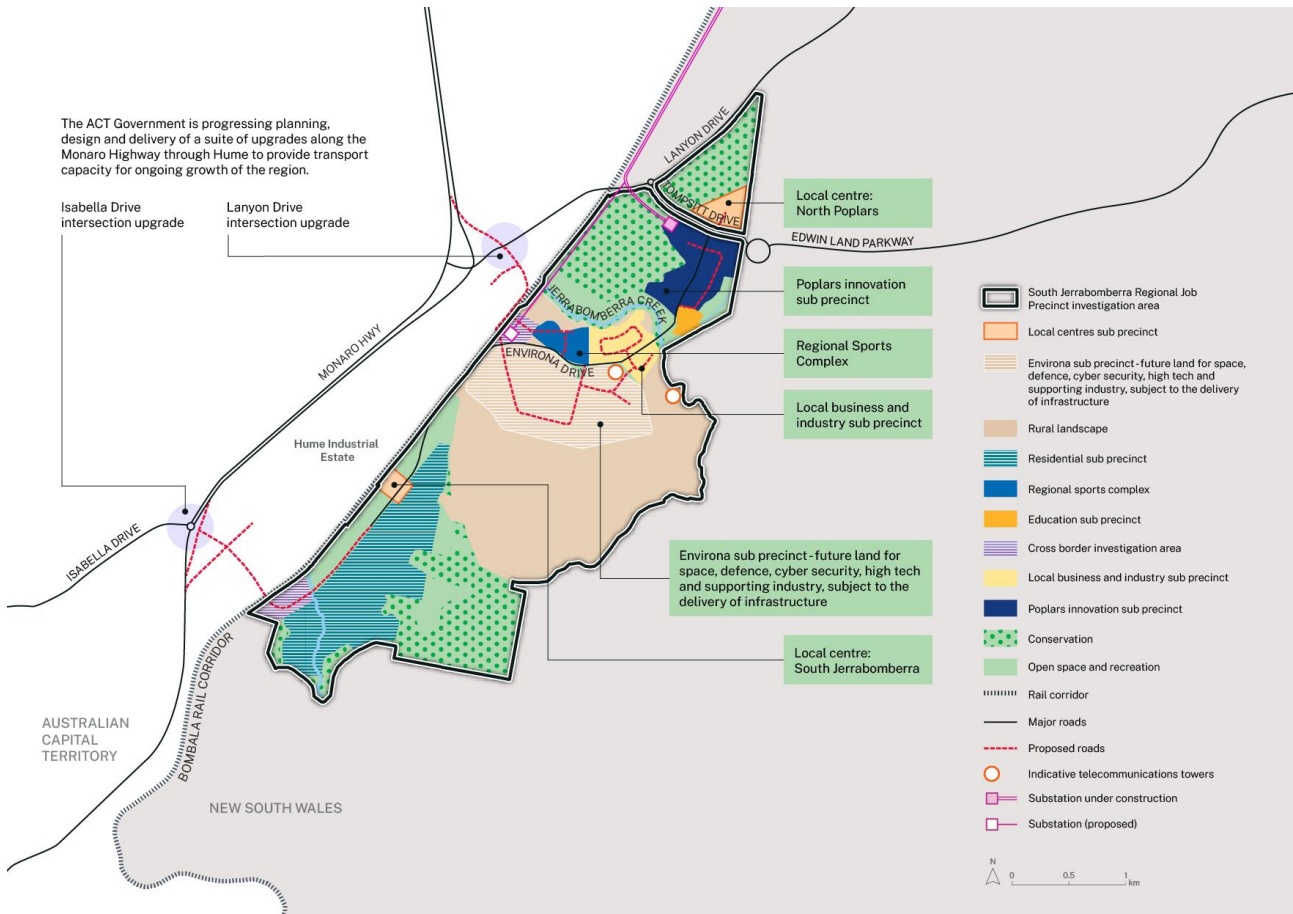 The ACT Government is progressing planning,
design and delivery of a suite of upgrades along the
Monaro Highway through Hume to provide transport
capacity for ongoing growth of the region.
Isabella Drive
intersection upgrade
Lanyon Drive
intersection upgrade
LANYON DRIVE
TOMPSITT DRIVE
Local centre:
North Poplars
EDWIN LAND PARKWAY
Poplars innovation
sub precinct
JERRABOMBERRA CREEK
Regional Sports
Complex
ENVIRONA DRIVE
MONARO HWY
Local business and
industry sub precinct
Hume Industrial
Estate
ISABELLA DRIVE
Environa sub precinct - future land for
space, defence, cyber security, high tech
and supporting industry, subject to the
delivery of infrastructure
Local centre:
South Jerrabomberra
BOMBALA RAIL CORRIDOR
AUSTRALIAN
CAPITAL
TERRITORY
NEW SOUTH WALES
South Jerrabomberra Regional Job
Precinct investigation area
Local centres sub precinct
Environa sub precinct - future land for space,
defence, cyber security, high tech and
supporting industry, subject to the delivery
of infrastructure
Rural landscape
Residential sub precinct
Regional sports complex
Education sub precinct
Cross border investigation area
Local business and industry sub precinct
Poplars innovation sub precinct
Conservation
Open space and recreation
Rail corridor
Major roads
Proposed roads
Indicative telecommunications towers
Substation under construction
Substation (proposed)
N
0 0.5 1
km